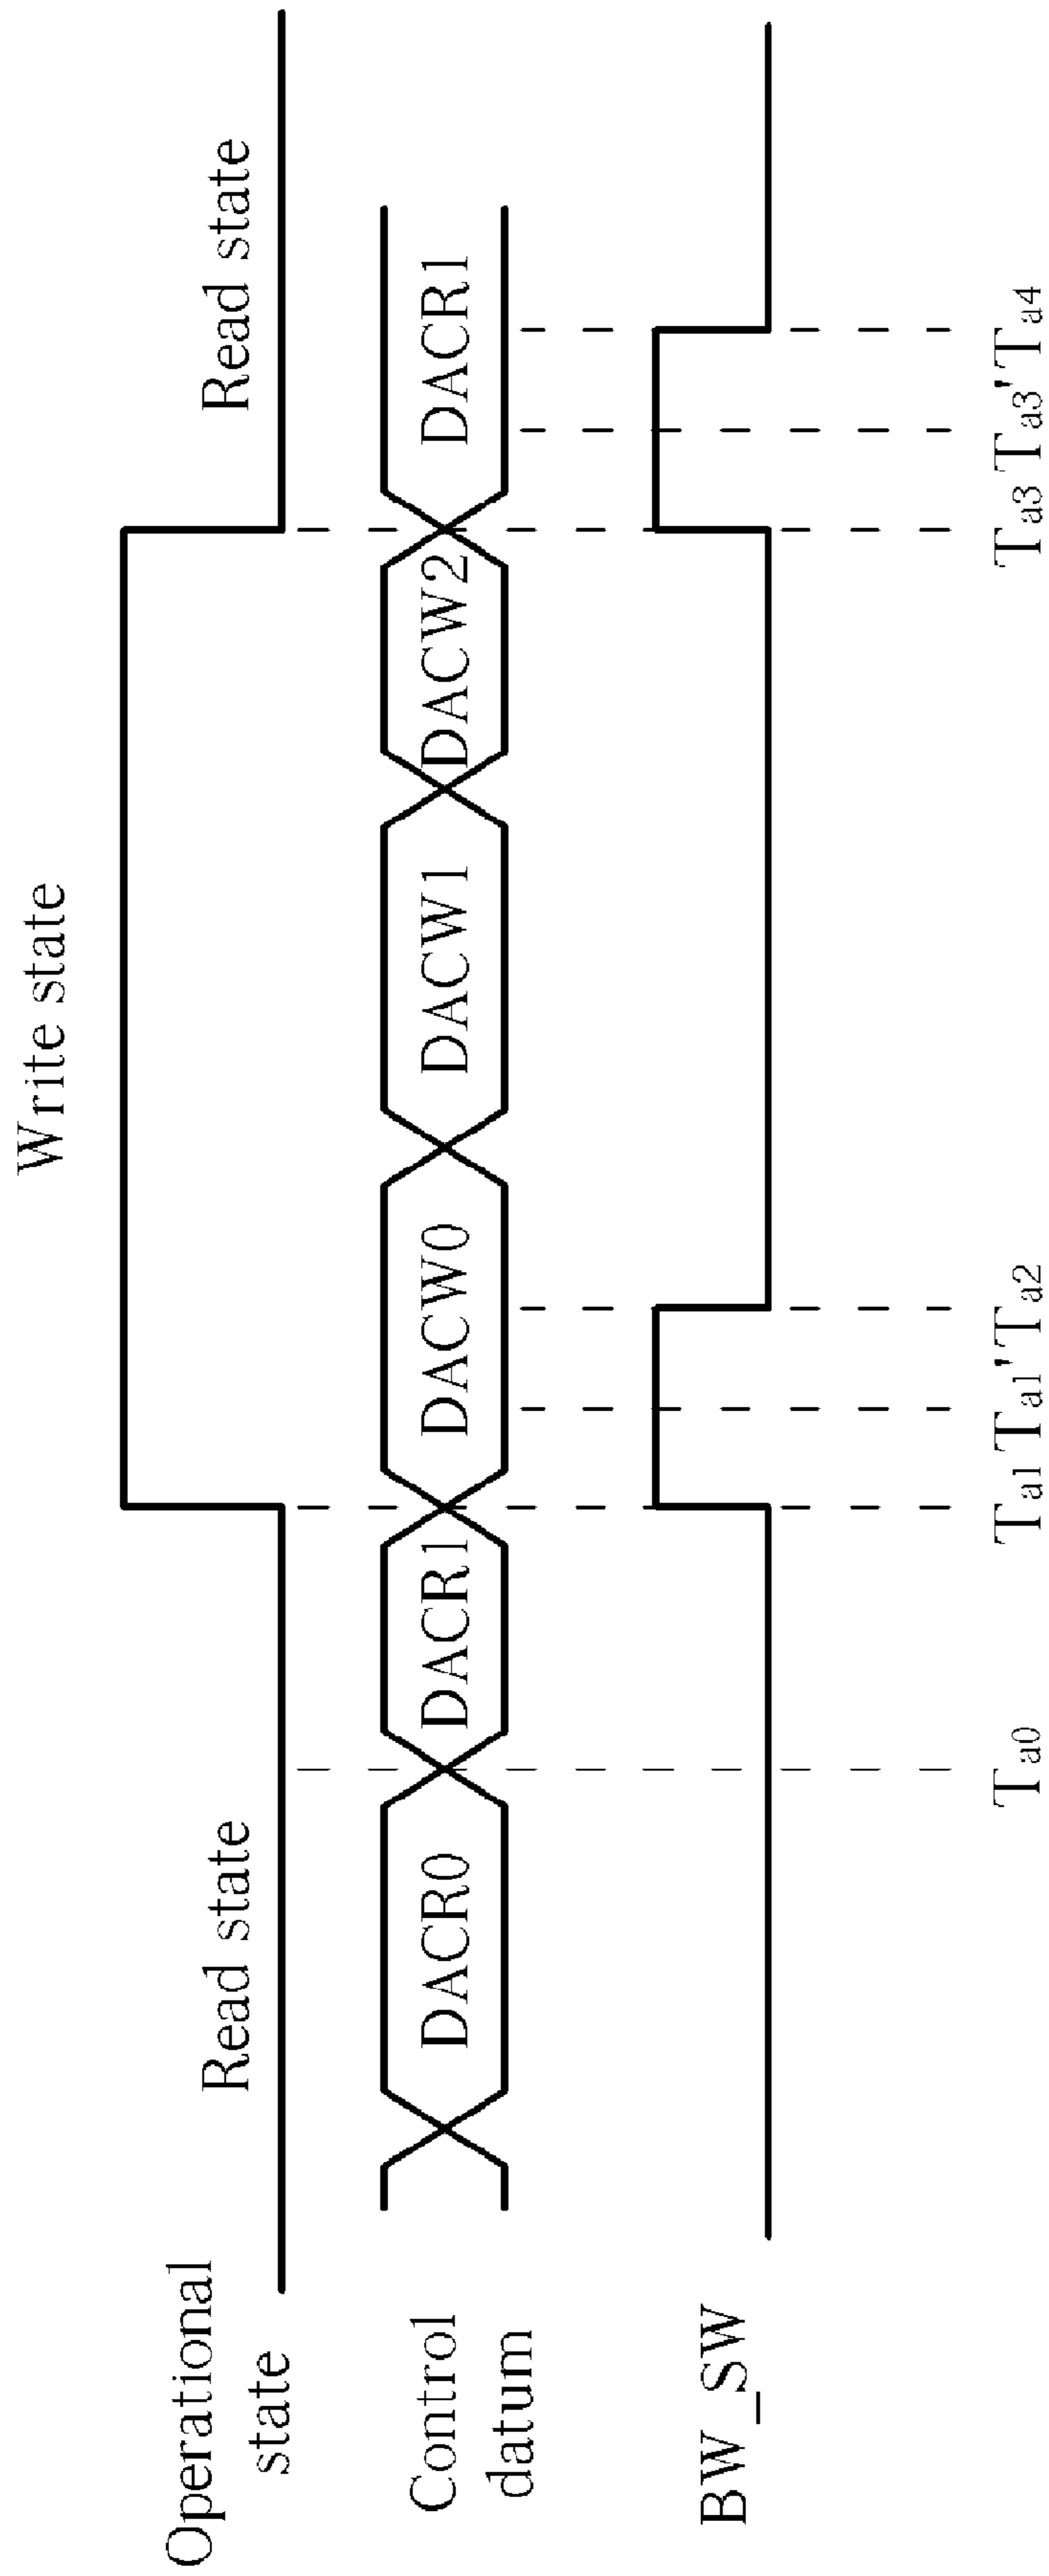 Write state
Operational state
Read state
Read state
Control datum
DACR0
DACR1
DACW0
DACW1
DACW2
DACR1
BW_SW
Ta0
Ta1
Ta1'
Ta2
Ta3
Ta3'
Ta4